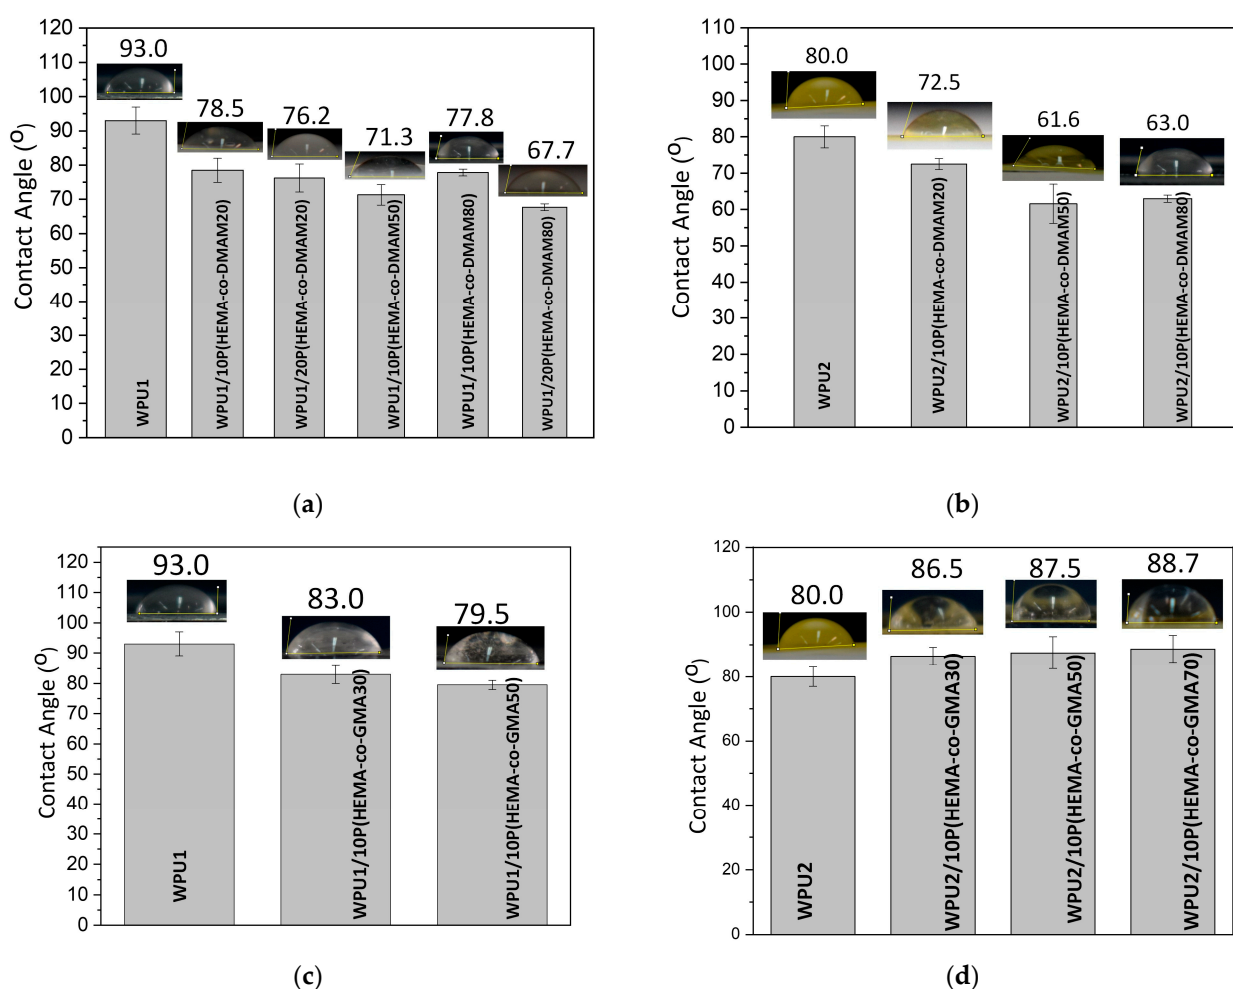 120
110
100
90
80
70
60
50
40
30
20
10
0
Contact Angle (O)
93.0
78.5
76.2
71.3
77.8
67.7
WPU1
WPU1/10P(HEMA-co-DMAM20)
WPU1/20P(HEMA-co-DMAM20)
WPU1/10P(HEMA-co-DMAM50)
WPU1/10P(HEMA-co-DMAM80)
WPU1/20P(HEMA-co-DMAM80)
(a)
110
100
90
80
70
60
50
40
30
20
10
0
Contact Angle (O)
80.0
72.5
61.6
63.0
WPU2
WPU2/10P(HEMA-co-DMAM20)
WPU2/10P(HEMA-co-DMAM50)
WPU2/10P(HEMA-co-DMAM80)
(b)
120
110
100
90
80
70
60
50
40
30
20
10
0
Contact Angle (O)
93.0
83.0
79.5
WPU1
WPU1/10P(HEMA-co-GMA30)
WPU1/10P(HEMA-co-GMA50)
(c)
120
100
80
60
40
20
0
Contact Angle (O)
80.0
86.5
87.5
88.7
WPU2
WPU2/10P(HEMA-co-GMA30)
WPU2/10P(HEMA-co-GMA50)
WPU2/10P(HEMA-co-GMA70)
(d)